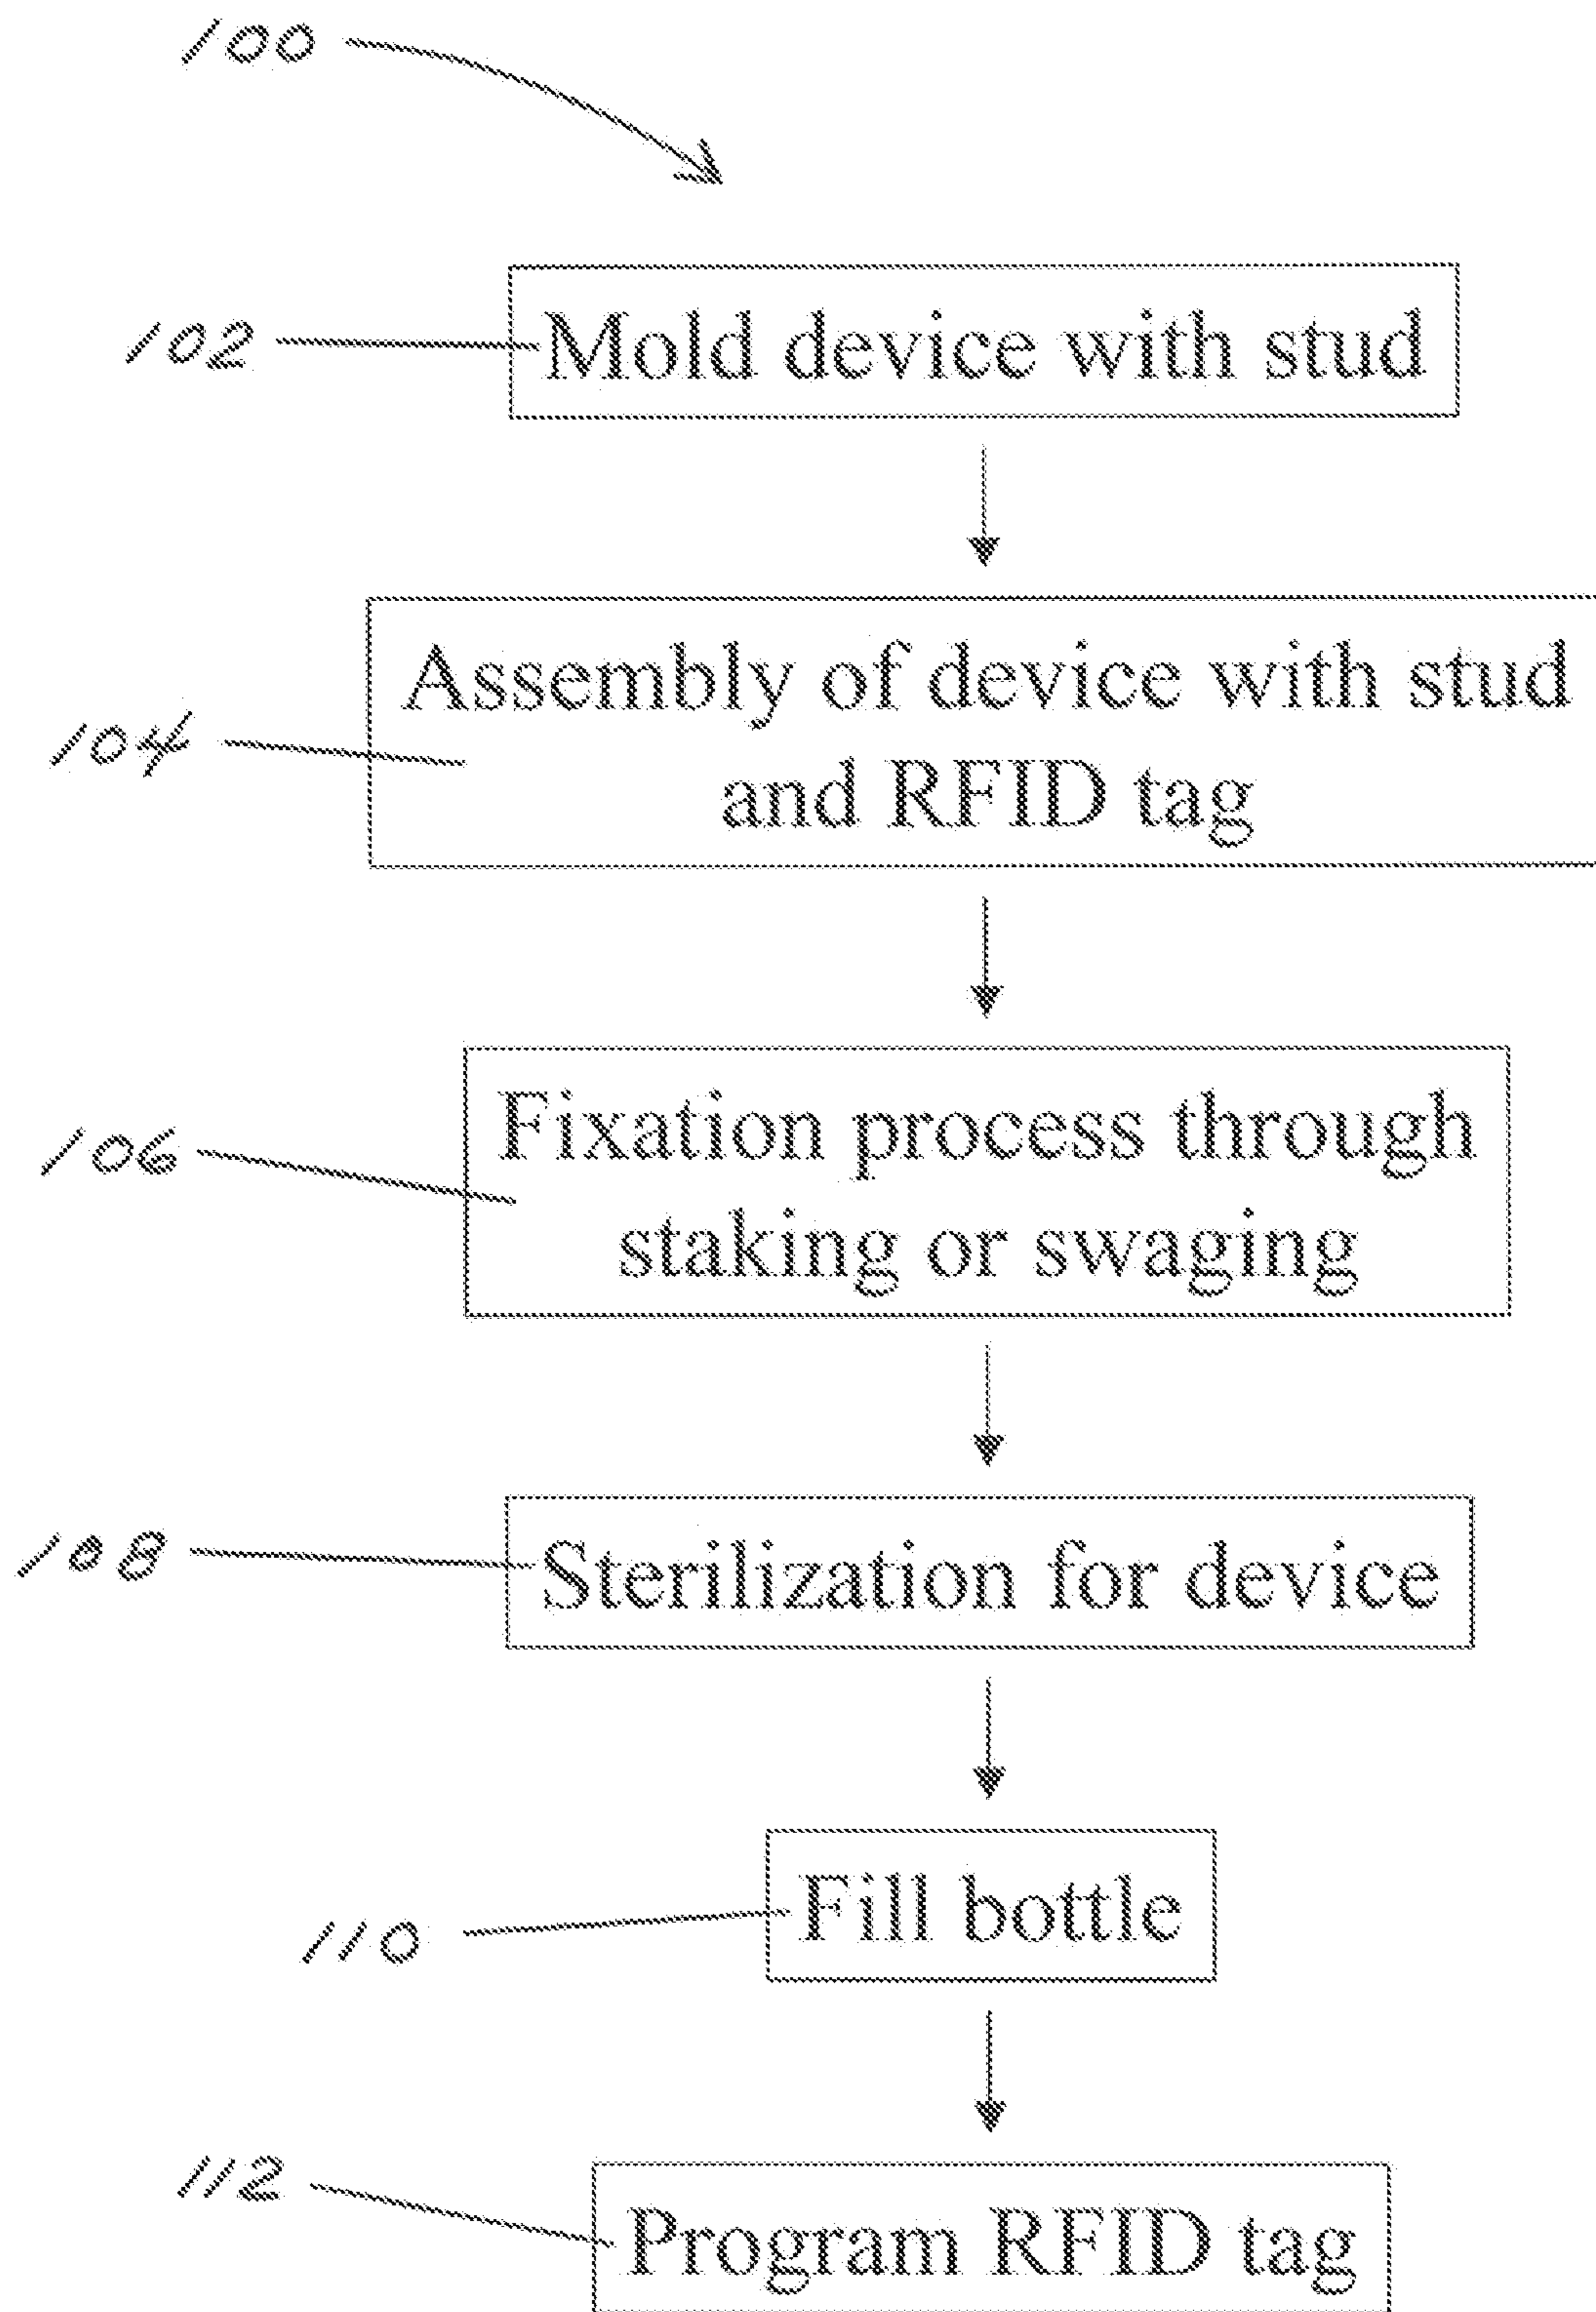 100
102
Mold device with stud
104
Assembly of device with stud
and RFID tag
106
Fixation process through
staking or swaging
108
Sterilization for device
110
Fill bottle
112
Program RFID tag